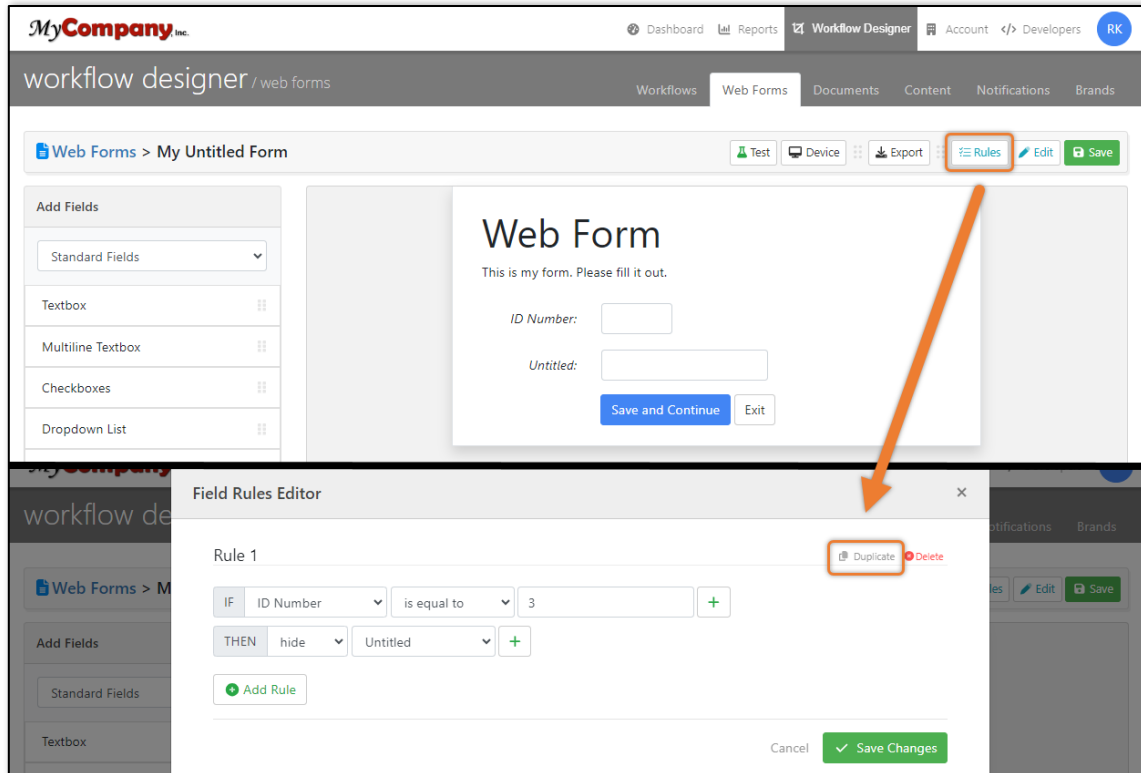 MyCompany, Inc.
Dashboard Reports Workflow Designer Account </> Developers RK
workflow designer / web forms
Workflows Web Forms Documents Content Notifications Brands
Web Forms > My Untitled Form
Test Device Export Rules Edit Save
Add Fields
Standard Fields
Textbox
Multiline Textbox
Checkboxes
Dropdown List
Web Form
This is my form. Please fill it out.
ID Number:
Untitled:
Save and Continue Exit
MyCompany
workflow de
otifications Brands
Web Forms > M
les Edit Save
Add Fields
Standard Fields
Textbox
Field Rules Editor ×
Rule 1 Duplicate Delete
IF ID Number is equal to 3 +
THEN hide Untitled +
Add Rule
Cancel Save Changes